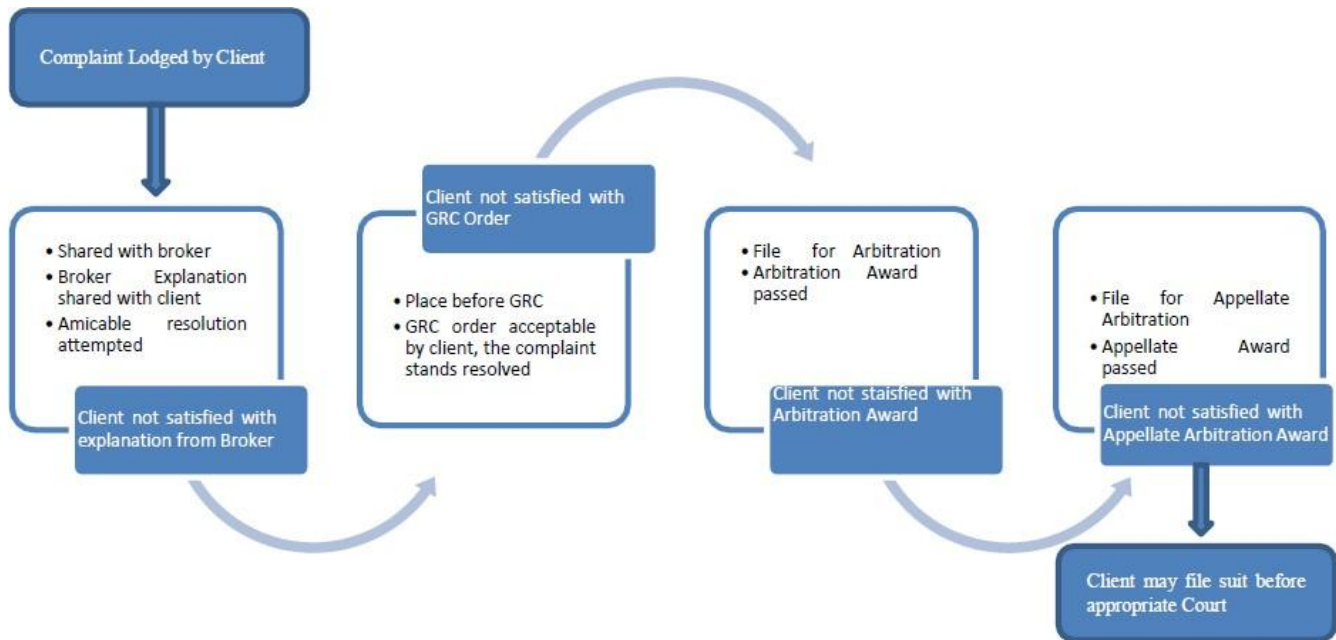 Complaint Lodged by Client
• Shared with broker
• Broker Explanation
shared with client
• Amicable resolution
attempted
Client not satisfied with
explanation from Broker
Client not satisfied with
GRC Order
• Place before GRC
• GRC order acceptable
by client, the complaint
stands resolved
• File for Arbitration
• Arbitration Award
passed
Client not staisfied with
Arbitration Award
• File for Appellate
Arbitration
• Appellate Award
passed
Client not satisfied with
Appellate Arbitration Award
Client may file suit before
appropriate Court